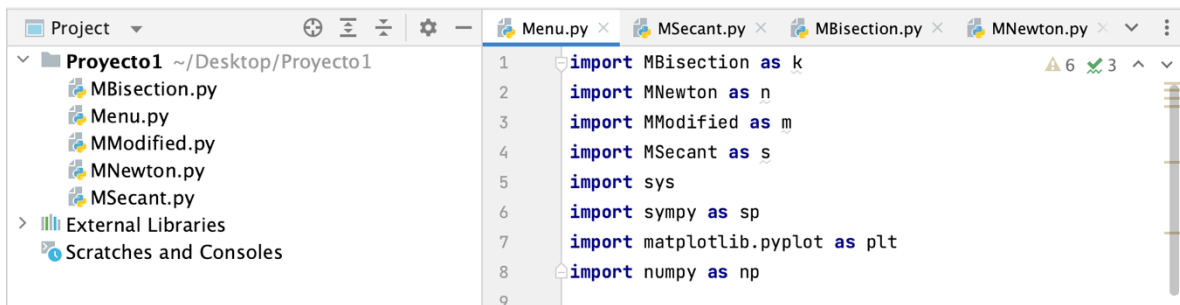 Project
Proyecto1 ~/Desktop/Proyecto1
MBisection.py
Menu.py
MModified.py
MNewton.py
MSecant.py
External Libraries
Scratches and Consoles
Menu.py MSecant.py MBisection.py MNewton.py
1 import MBisection as k
6 3
2 import MNewton as n
3 import MModified as m
4 import MSecant as s
5 import sys
6 import sympy as sp
7 import matplotlib.pyplot as plt
8 import numpy as np
9